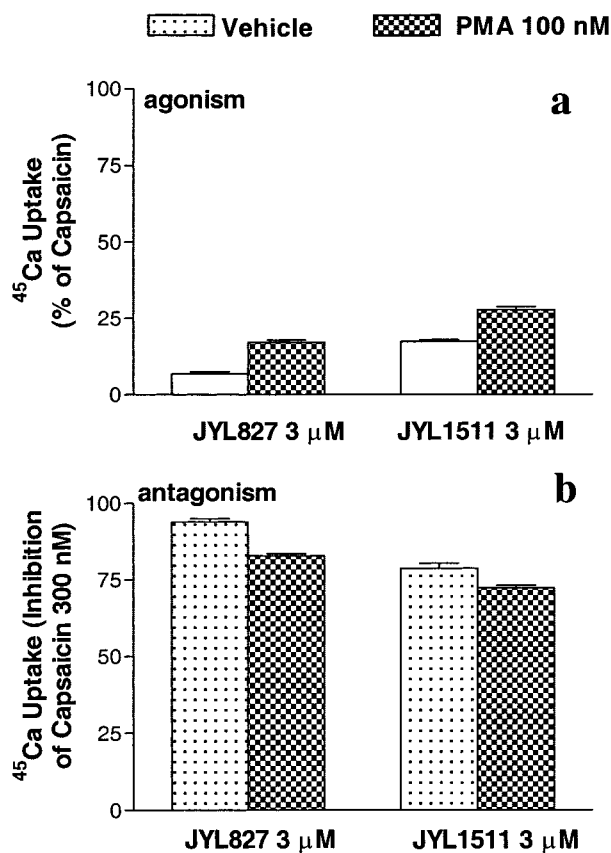 Vehicle PMA 100 nM
agonism a
⁴⁵Ca Uptake
(% of Capsaicin)
100
75
50
25
0
JYL827 3 μM JYL1511 3 μM
antagonism b
⁴⁵Ca Uptake (Inhibition
of Capsaicin 300 nM)
100
75
50
25
0
JYL827 3 μM JYL1511 3 μM